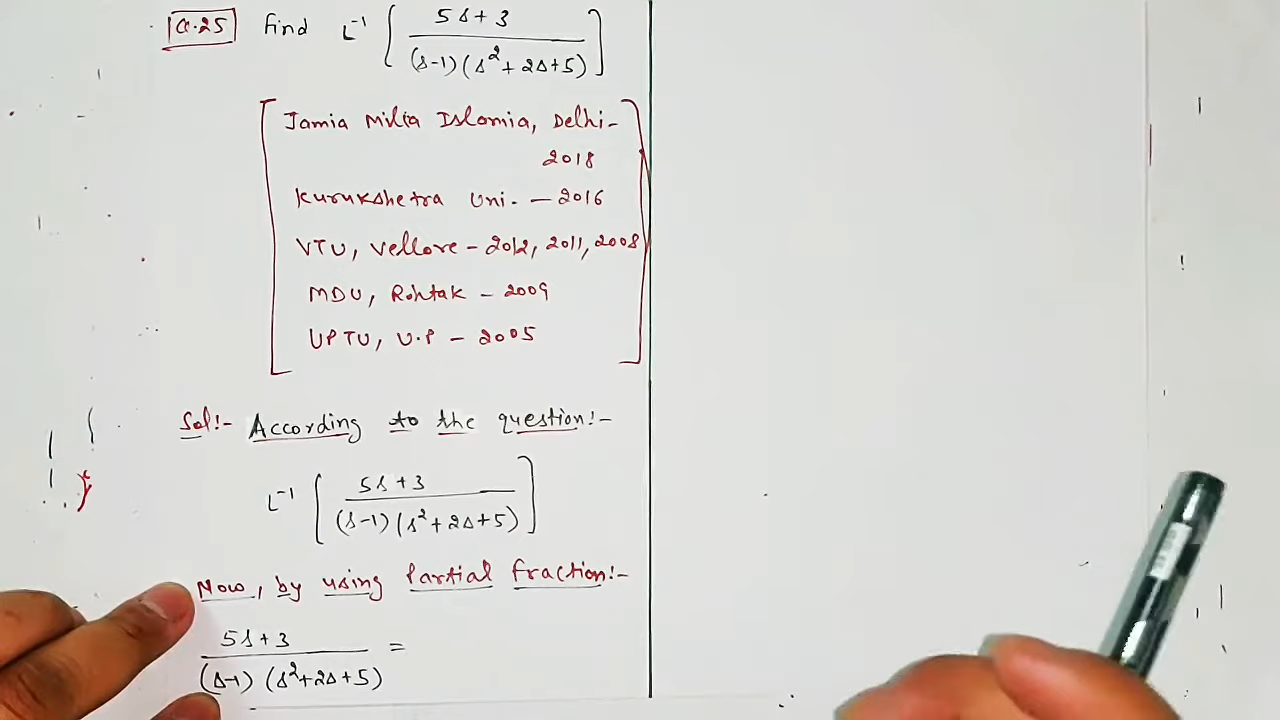 Q.25 Find L⁻¹ [ (5s+3) / ((s-1)(s²+2s+5)) ]
Jamia Milia Islamia, Delhi-
2018
Kurukshetra Uni. - 2016
VTU, Vellore - 2012, 2011, 2008
MDU, Rohtak - 2009
UPTU, U.P - 2005
Sol:- According to the question:-
L⁻¹ [ (5s+3) / ((s-1)(s²+2s+5)) ]
Now, by using Partial fraction:-
(5s+3) / ((s-1)(s²+2s+5)) =